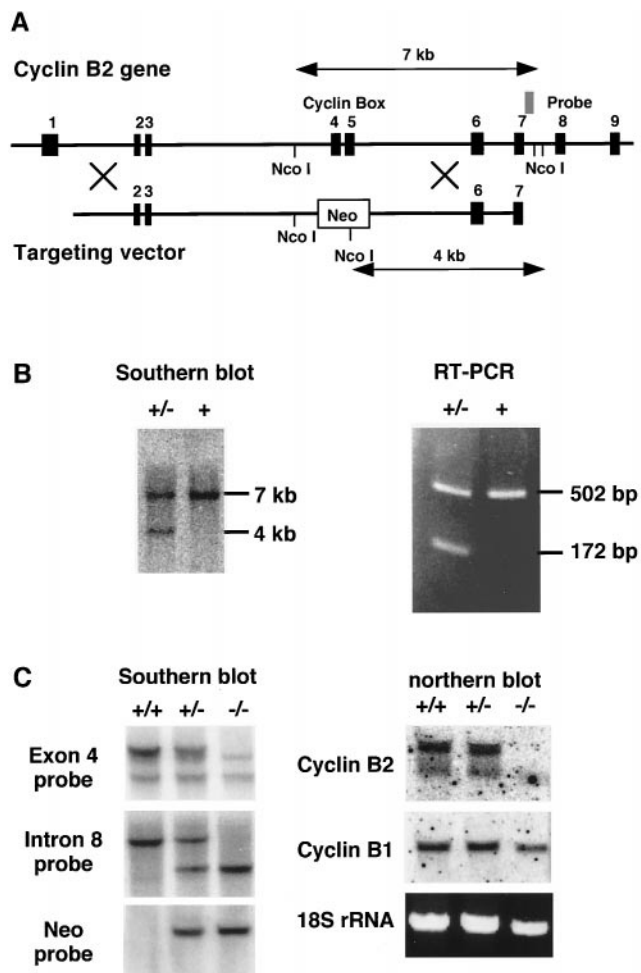 A
Cyclin B2 gene
7 kb
Cyclin Box
Probe
1 2 3 4 5 6 7 8 9
Nco I
Nco I
2 3 Neo 6 7
Nco I
Nco I
Targeting vector
4 kb
B
Southern blot
+/- +
7 kb
4 kb
RT-PCR
+/- +
502 bp
172 bp
C
Southern blot
+/+ +/- -/-
Exon 4
probe
Intron 8
probe
Neo
probe
northern blot
+/+ +/- -/-
Cyclin B2
Cyclin B1
18S rRNA